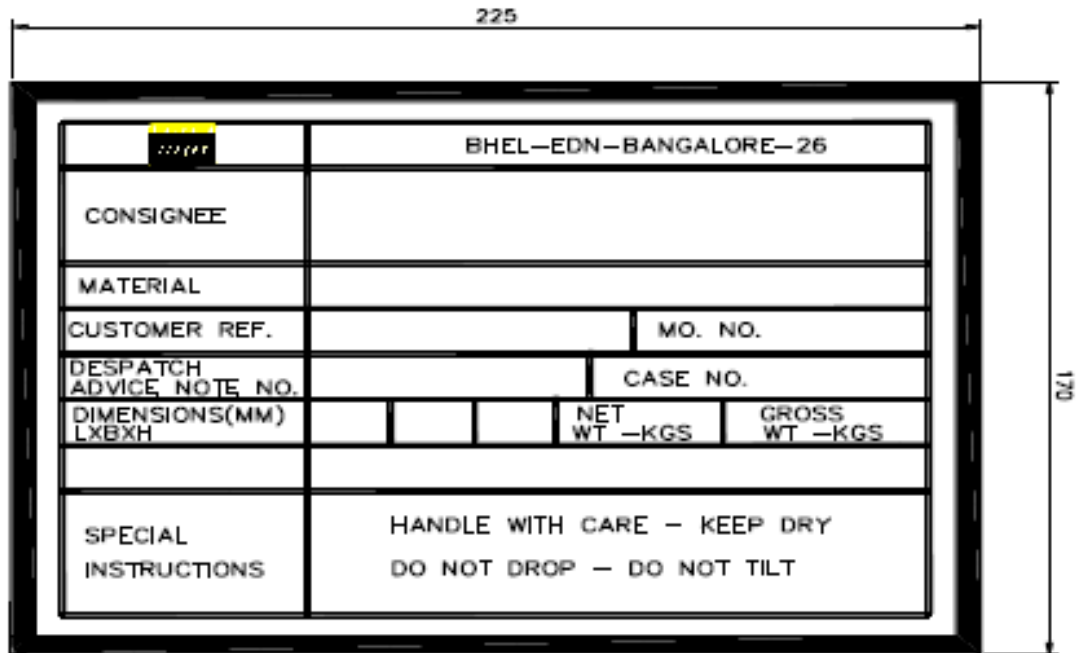 225
BHEL-EDN-BANGALORE-26
CONSIGNEE
MATERIAL
CUSTOMER REF. MO. NO.
DESPATCH
ADVICE NOTE NO. CASE NO.
DIMENSIONS(MM) NET GROSS
LXBXH WT -KGS WT -KGS
SPECIAL HANDLE WITH CARE - KEEP DRY
INSTRUCTIONS DO NOT DROP - DO NOT TILT
170